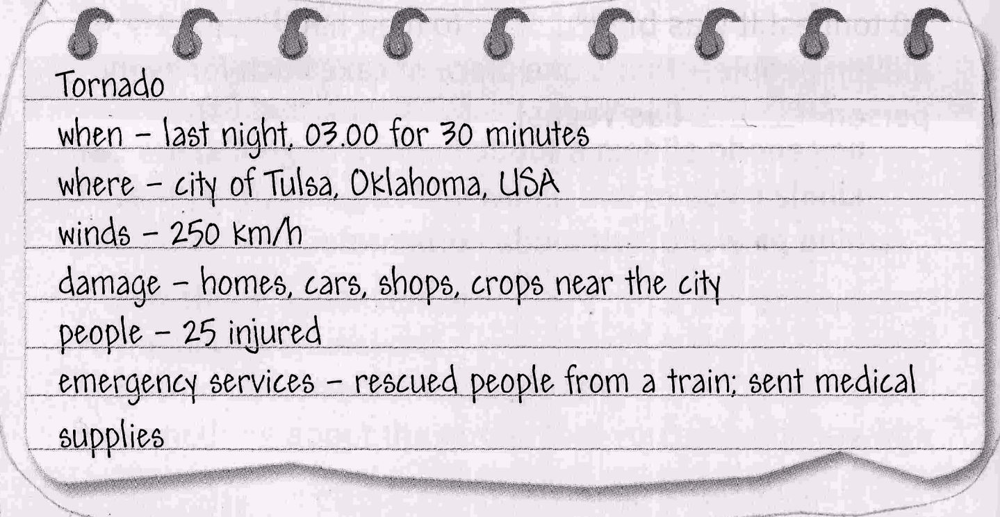 Tornado
when – last night, 03.00 for 30 minutes
where – city of Tulsa, Oklahoma, USA
winds – 250 km/h
damage – homes, cars, shops, crops near the city
people – 25 injured
emergency services – rescued people from a train; sent medical
supplies